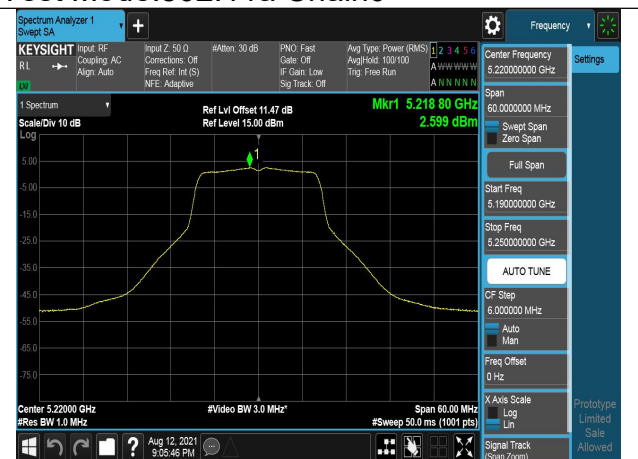 Spectrum Analyzer 1
Swept SA
Frequency
KEYSIGHT
RL
Input: RF
Coupling: AC
Align: Auto
Input Z: 50 Ω
Corrections: Off
Freq Ref: Int (S)
NFE: Adaptive
#Atten: 30 dB
PNO: Fast
Gate: Off
IF Gain: Low
Sig Track: Off
Avg Type: Power (RMS)
Avg|Hold: 100/100
Trig: Free Run
1 2 3 4 5 6
A W W W W W
A N N N N N
1 Spectrum
Scale/Div 10 dB
Log
Ref Lvl Offset 11.47 dB
Ref Level 15.00 dBm
Mkr1 5.218 80 GHz
2.599 dBm
1
5.00
-5.00
-15.0
-25.0
-35.0
-45.0
-55.0
-65.0
-75.0
Center 5.22000 GHz
#Res BW 1.0 MHz
#Video BW 3.0 MHz*
Span 60.00 MHz
#Sweep 50.0 ms (1001 pts)
?
Aug 12, 2021
9:05:46 PM
Center Frequency
5.220000000 GHz
Span
60.0000000 MHz
Swept Span
Zero Span
Full Span
Start Freq
5.190000000 GHz
Stop Freq
5.250000000 GHz
AUTO TUNE
CF Step
6.000000 MHz
Auto
Man
Freq Offset
0 Hz
X Axis Scale
Log
Lin
Signal Track
(Span Zoom)
Settings
Prototype
Limited
Sale
Allowed